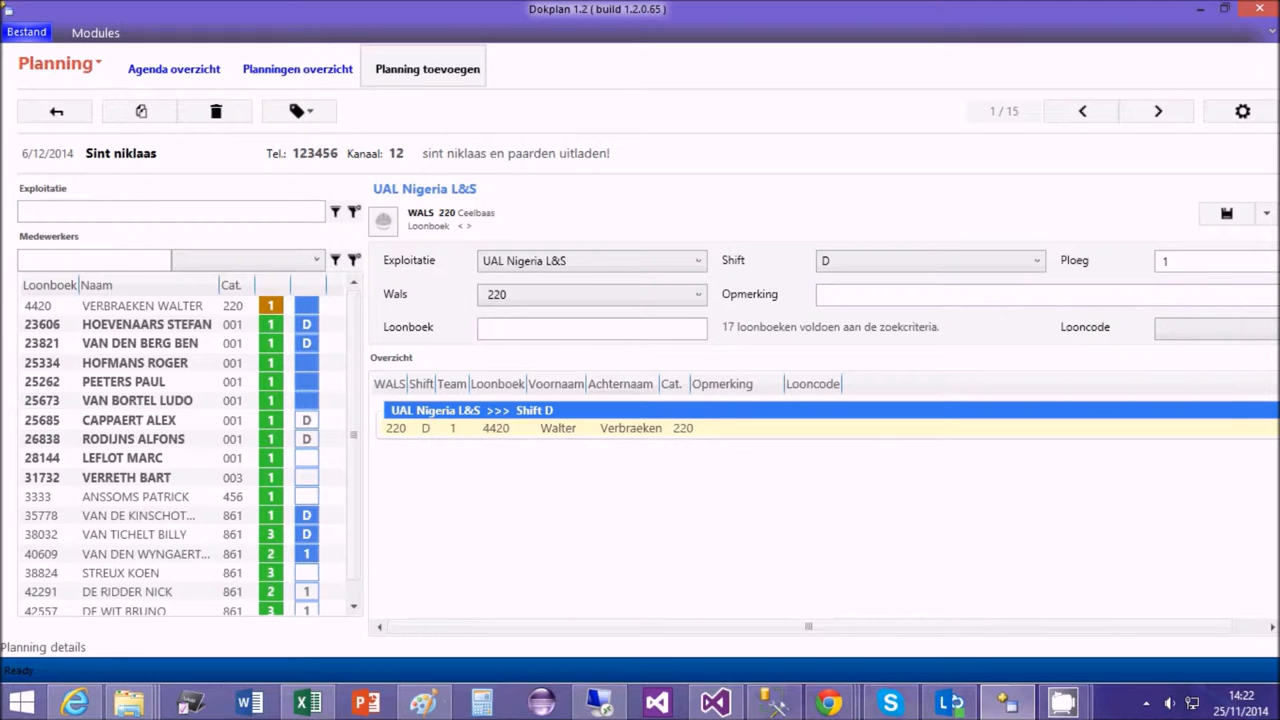 Dokplan 1.2 ( build 1.2.0.65 )
Bestand Modules
Planning Agenda overzicht Planningen overzicht Planning toevoegen
1 / 15
6/12/2014 Sint niklaas Tel.: 123456 Kanaal: 12 sint niklaas en paarden uitladen!
Exploitatie
Medewerkers
Loonboek Naam Cat.
4420 VERBRAEKEN WALTER 220 1
23606 HOEVENAARS STEFAN 001 1 D
23821 VAN DEN BERG BEN 001 1 D
25334 HOFMANS ROGER 001 1
25262 PEETERS PAUL 001 1
25673 VAN BORTEL LUDO 001 1
25685 CAPPAERT ALEX 001 1 D
26838 RODIJNS ALFONS 001 1 D
28144 LEFLOT MARC 001 1
31732 VERRETH BART 003 1
3333 ANSSOMS PATRICK 456 1
35778 VAN DE KINSCHOT... 861 1 D
38032 VAN TICHELT BILLY 861 3 D
40609 VAN DEN WYNGAERT... 861 2 1
38824 STREUX KOEN 861 3
42291 DE RIDDER NICK 861 2 1
42557 DE WIT BRUNO 861 3 1
UAL Nigeria L&S
WALS 220 Ceelbaas
Loonboek < >
Exploitatie UAL Nigeria L&S Shift D Ploeg 1
Wals 220 Opmerking
Loonboek 17 loonboeken voldoen aan de zoekcriteria. Looncode
Overzicht
WALS Shift Team Loonboek Voornaam Achternaam Cat. Opmerking Looncode
UAL Nigeria L&S >>> Shift D
220 D 1 4420 Walter Verbraeken 220
Planning details
Ready
14:22
25/11/2014